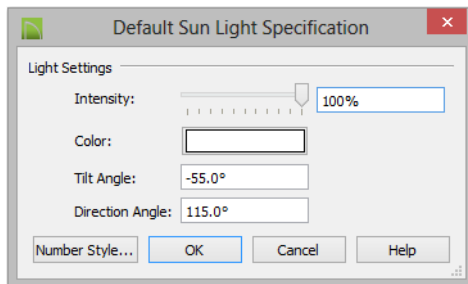 Default Sun Light Specification
Light Settings
Intensity: 100%
Color:
Tilt Angle: -55.0°
Direction Angle: 115.0°
Number Style... OK Cancel Help